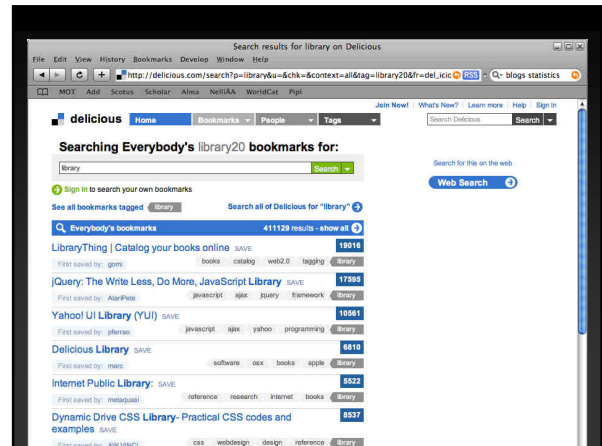 Search results for library on Delicious
File Edit View History Bookmarks Develop Window Help
http://delicious.com/search?p=library&u=&chk=&context=all&tag=library20&fr=del_icic RSS Q- blogs statistics
MOT Add Scotus Scholar Alma NelliÄÄ WorldCat Pipl
Join Now! What's New? Learn more Help Sign In
delicious Home Bookmarks People Tags Search Delicious Search
Searching Everybody's library20 bookmarks for:
library Search
Search for this on the web
Web Search
Sign in to search your own bookmarks
See all bookmarks tagged library Search all of Delicious for "library"
Everybody's bookmarks 411129 results - show all
LibraryThing | Catalog your books online SAVE 19016
First saved by: gomi books catalog web2.0 tagging library
jQuery: The Write Less, Do More, JavaScript Library SAVE 17595
First saved by: AtariPete javascript ajax jquery framework library
Yahoo! UI Library (YUI) SAVE 10561
First saved by: pferrao javascript ajax yahoo programming library
Delicious Library SAVE 6810
First saved by: marc software osx books apple library
Internet Public Library: SAVE 5522
First saved by: metaquasi reference research internet books library
Dynamic Drive CSS Library- Practical CSS codes and 8537
examples SAVE
First saved by: css webdesign design reference library